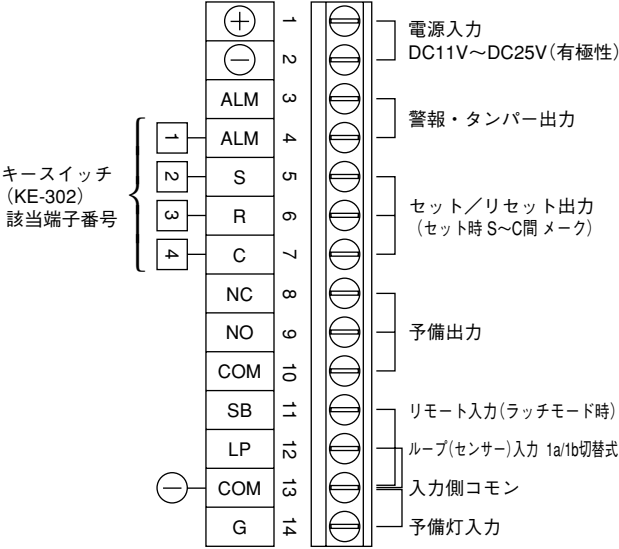 ⊕ 1
⊖ 2
電源入力
DC11V～DC25V(有極性)
ALM 3
1 ALM 4
警報・タンパー出力
キースイッチ
(KE-302)
該当端子番号
2 S 5
3 R 6
4 C 7
セット／リセット出力
(セット時 S～C間 メーク)
NC 8
NO 9
COM 10
予備出力
SB 11
リモート入力(ラッチモード時)
LP 12
ループ(センサー)入力 1a/1b切替式
⊖ COM 13
入力側コモン
G 14
予備灯入力